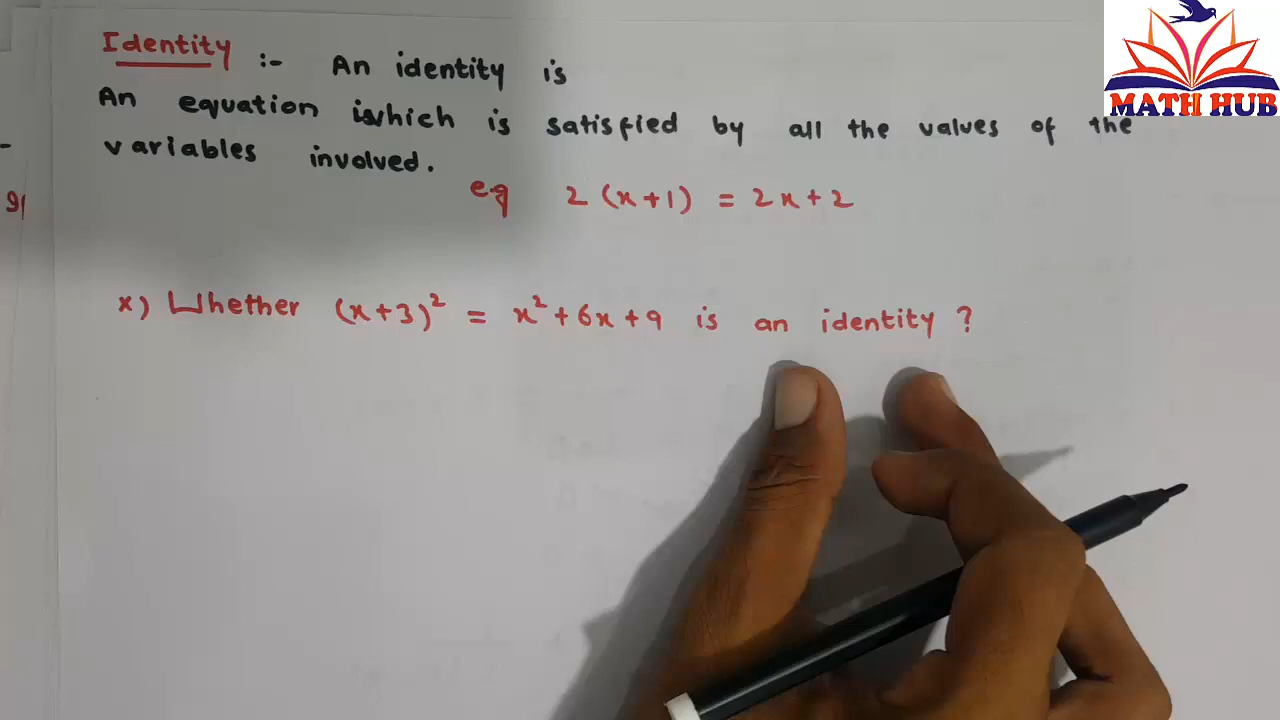 Identity :- An identity is
An equation which is satisfied by all the values of the
variables involved.
eg 2(x+1) = 2x+2
x) Whether (x+3)² = x²+6x+9 is an identity ?
MATH HUB